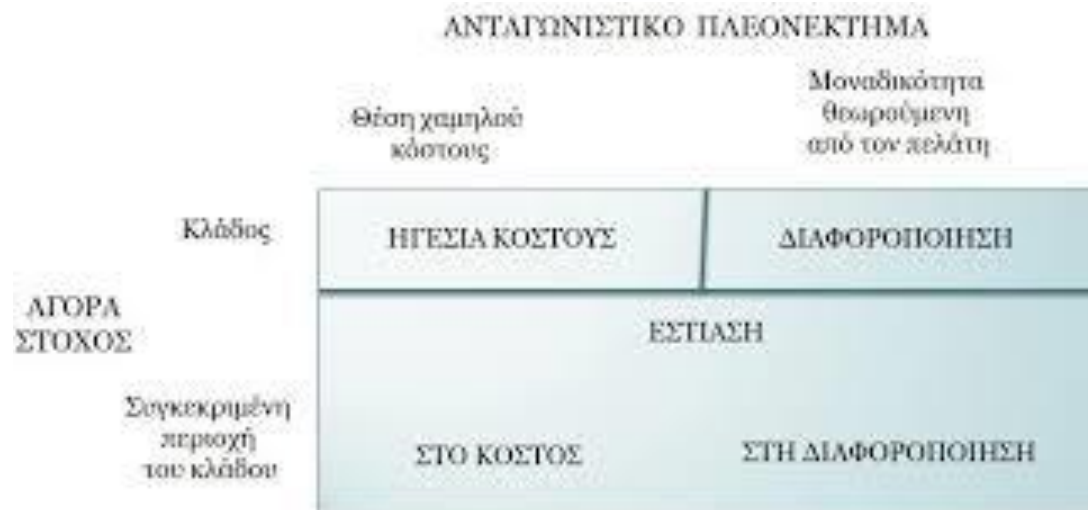 ΑΝΤΑΓΩΝΙΣΤΙΚΟ ΠΛΕΟΝΕΚΤΗΜΑ
Θέση χαμηλού
κόστους
Μοναδικότητα
θεωρούμενη
από τον πελάτη
Κλάδος
ΗΓΕΣΙΑ ΚΟΣΤΟΥΣ
ΔΙΑΦΟΡΟΠΟΙΗΣΗ
ΑΓΟΡΑ
ΣΤΟΧΟΣ
ΕΣΤΙΑΣΗ
Συγκεκριμένη
περιοχή
του κλάδου
ΣΤΟ ΚΟΣΤΟΣ
ΣΤΗ ΔΙΑΦΟΡΟΠΟΙΗΣΗ